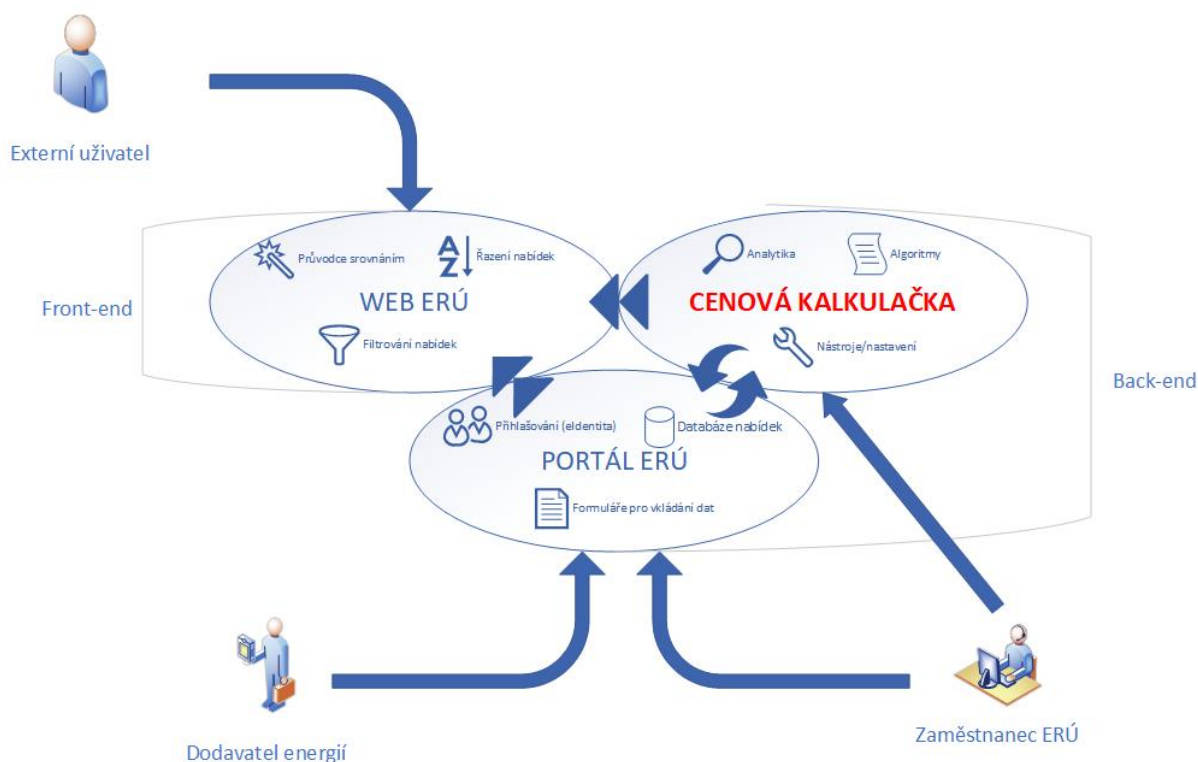 Externí uživatel
Průvodce srovnáním
A
Z
Řazení nabídek
Analytika
Algoritmy
Front-end
WEB ERÚ
CENOVÁ KALKULAČKA
Filtrování nabídek
Nástroje/nastavení
Back-end
Přihlašování (eIdentita)
Databáze nabídek
PORTÁL ERÚ
Formuláře pro vkládání dat
Dodavatel energií
Zaměstnanec ERÚ